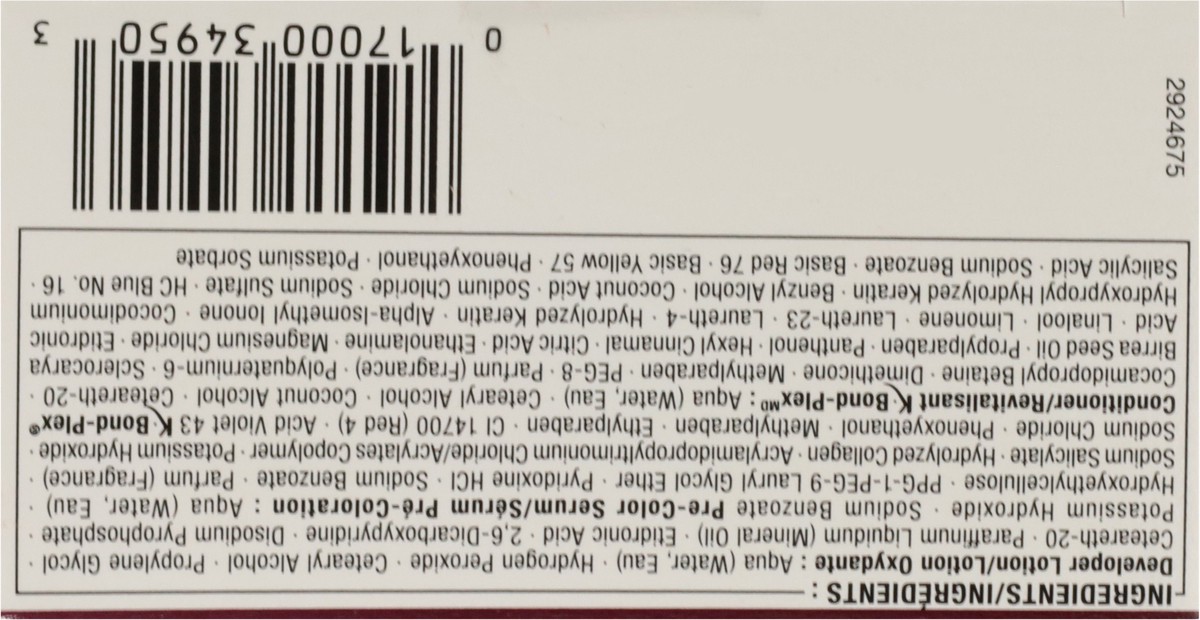 INGREDIENTS/INGRÉDIENTS :
Developer Lotion/Lotion Oxydante : Aqua (Water, Eau) · Hydrogen Peroxide · Cetearyl Alcohol · Propylene Glycol ·
Ceteareth-20 · Paraffinum Liquidum (Mineral Oil) · Etidronic Acid · 2,6-Dicarboxypyridine · Disodium Pyrophosphate ·
Potassium Hydroxide · Sodium Benzoate Pre-Color Serum/Sérum Pré-Coloration : Aqua (Water, Eau) ·
Hydroxyethylcellulose · PPG-1-PEG-9 Lauryl Glycol Ether · Pyridoxine HCl · Sodium Benzoate · Parfum (Fragrance) ·
Sodium Salicylate · Hydrolyzed Collagen · Acrylamidopropyltrimonium Chloride/Acrylates Copolymer · Potassium Hydroxide ·
Sodium Chloride · Phenoxyethanol · Methylparaben · Ethylparaben · CI 14700 (Red 4) · Acid Violet 43 K·Bond-Plex®
Conditioner/Revitalisant K·Bond-PlexMD : Aqua (Water, Eau) · Cetearyl Alcohol · Coconut Alcohol · Ceteareth-20 ·
Cocamidopropyl Betaine · Dimethicone · Methylparaben · PEG-8 · Parfum (Fragrance) · Polyquaternium-6 · Sclerocarya
Birrea Seed Oil · Propylparaben · Panthenol · Hexyl Cinnamal · Citric Acid · Ethanolamine · Magnesium Chloride · Etidronic
Acid · Linalool · Limonene · Laureth-23 · Laureth-4 · Hydrolyzed Keratin · Alpha-Isomethyl Ionone · Cocodimonium
Hydroxypropyl Hydrolyzed Keratin · Benzyl Alcohol · Coconut Acid · Sodium Chloride · Sodium Sulfate · HC Blue No. 16 ·
Salicylic Acid · Sodium Benzoate · Basic Red 76 · Basic Yellow 57 · Phenoxyethanol · Potassium Sorbate
2924675
0 17000 34950 3